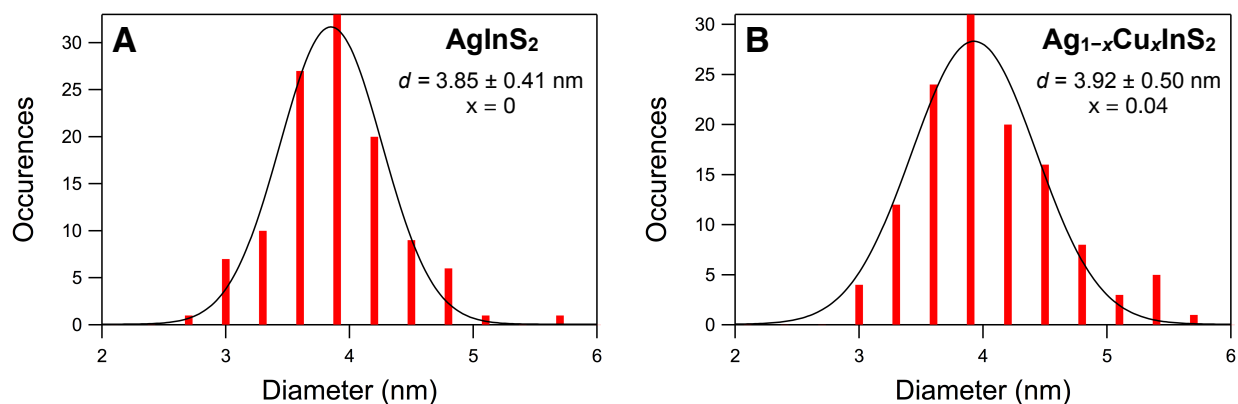 A
AgInS₂
d = 3.85 ± 0.41 nm
x = 0
Occurences
30
25
20
15
10
5
0
2
3
4
5
6
Diameter (nm)
B
Ag₁₋ₓCuₓInS₂
d = 3.92 ± 0.50 nm
x = 0.04
Occurences
30
25
20
15
10
5
0
2
3
4
5
6
Diameter (nm)